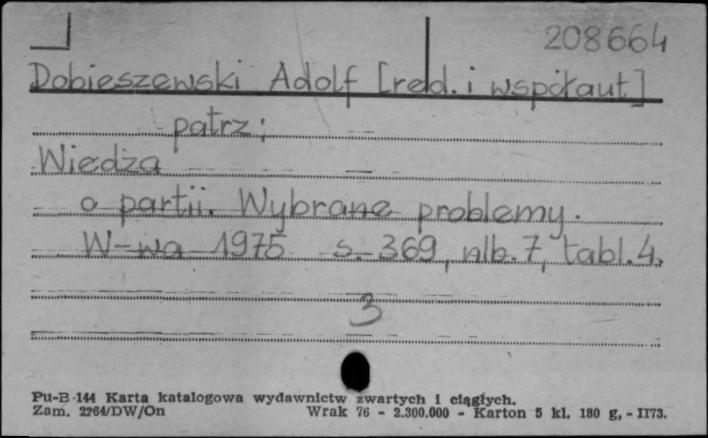 208664
Dobieszewski Adolf [red. i współaut]
patrz:
Wiedza
o partii. Wybrane problemy.
W-wa 1975 s. 369, nlb. 7, tabl. 4.
3
Pu-B-144 Karta katalogowa wydawnictw zwartych i ciągłych.
Zam. 2264/DW/On Wrak 76 - 2.300.000 - Karton 5 kl. 180 g, - II73.